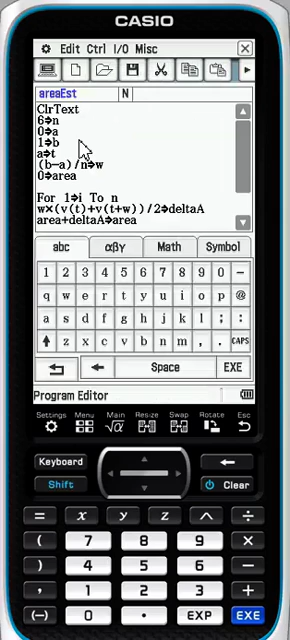 CASIO
Edit Ctrl I/O Misc
areaEst N
ClrText
6⇒n
0⇒a
1⇒b
a⇒t
(b-a)/n⇒w
0⇒area
For 1⇒i To n
w×(v(t)+v(t+w))/2⇒deltaA
area+deltaA⇒area
abc αβγ Math Symbol
1 2 3 4 5 6 7 8 9 0 -
q w e r t y u i o p @
a s d f g h j k l ; :
z x c v b n m , . CAPS
Space EXE
Program Editor
Settings Menu Main Resize Swap Rotate Esc
√α
Keyboard
Shift Clear
= x y z ^ ÷
( 7 8 9 ×
) 4 5 6 −
, 1 2 3 +
(−) 0 · EXP EXE